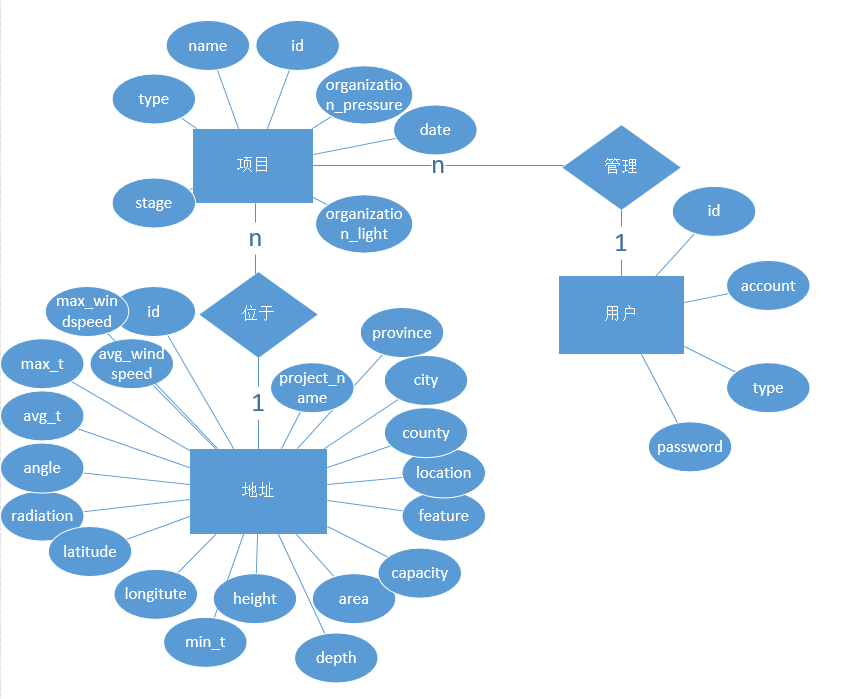 name
id
type
organizatio
n_pressure
date
项目
n
管理
stage
organizatio
n_light
id
n
1
account
max_win
dspeed
id
位于
用户
province
avg_wind
speed
max_t
project_n
ame
city
type
1
avg_t
county
password
angle
location
地址
radiation
feature
latitude
capacity
longitute
height
area
min_t
depth